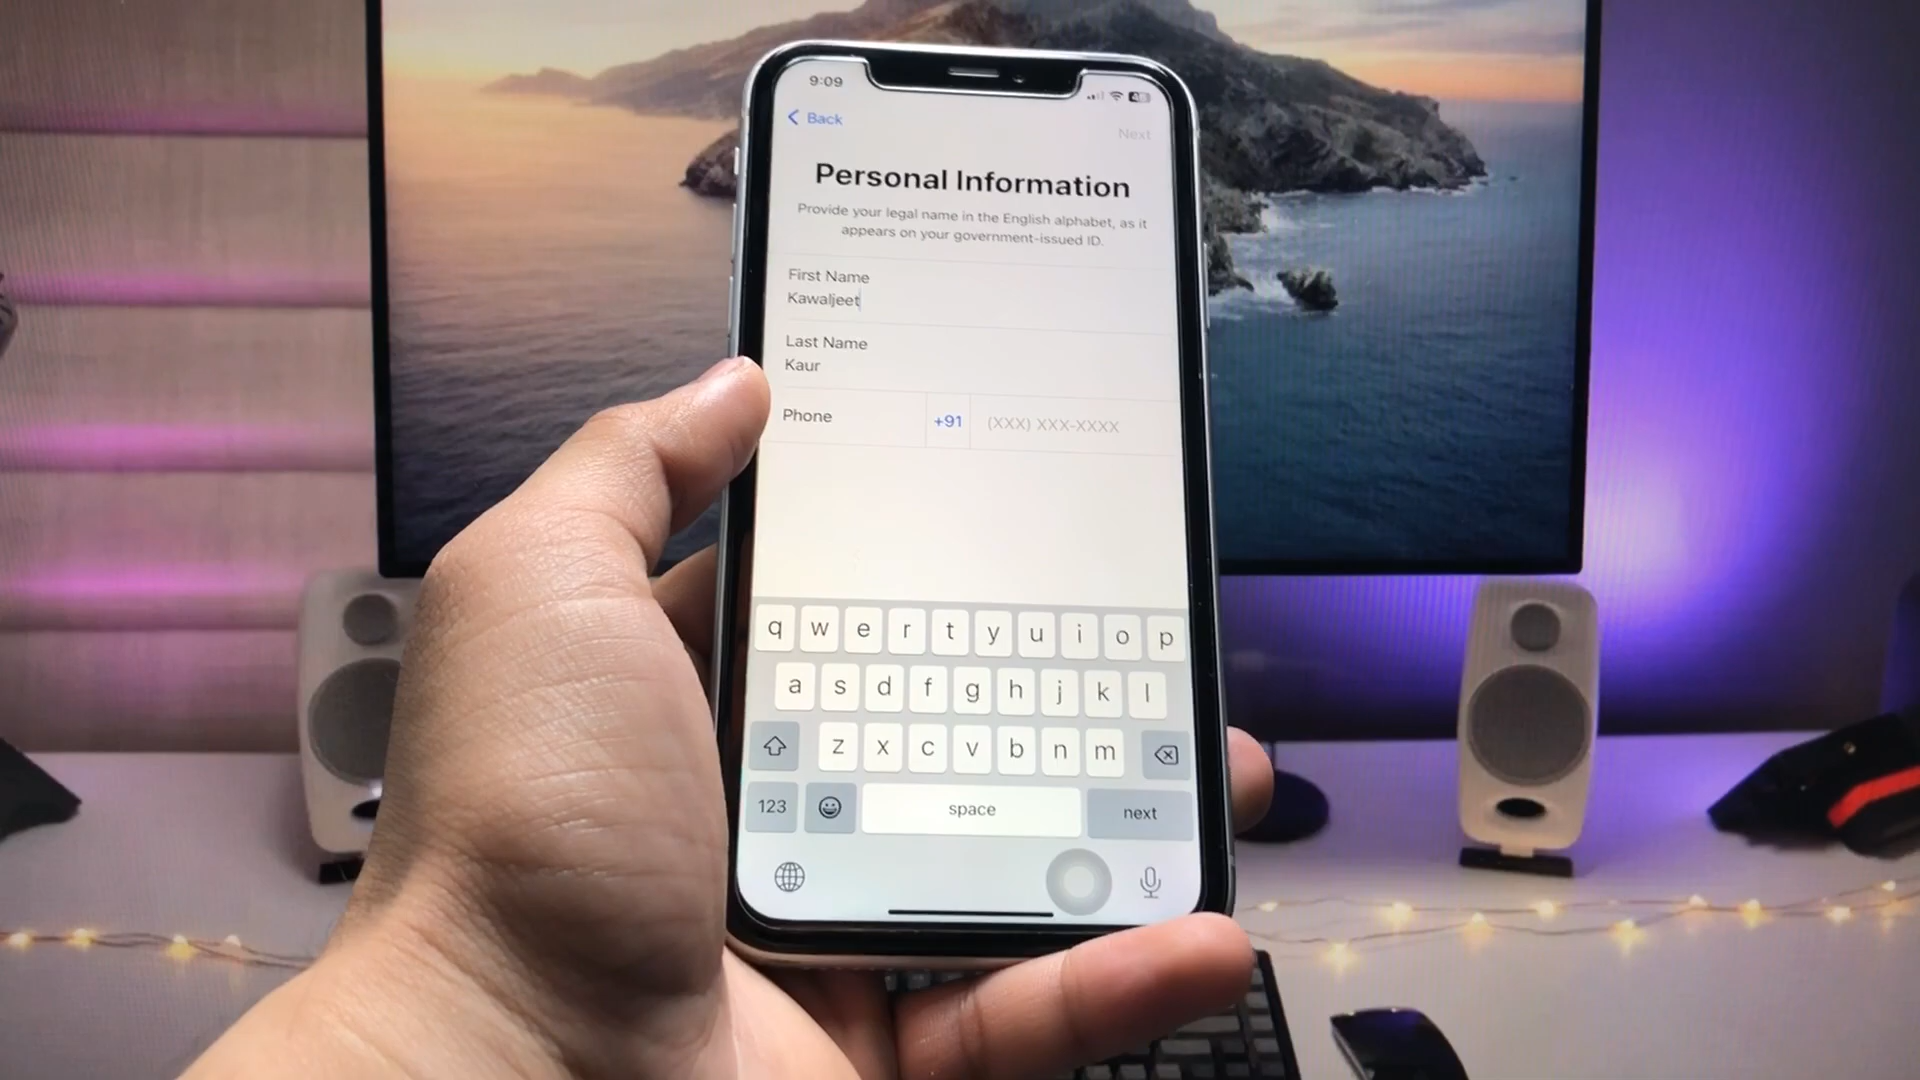 9:09
Back
Next
Personal Information
Provide your legal name in the English alphabet, as it
appears on your government-issued ID.
First Name
Kawaljeet
Last Name
Kaur
Phone +91 (XXX) XXX-XXXX
q w e r t y u i o p
a s d f g h j k l
z x c v b n m
123 space next